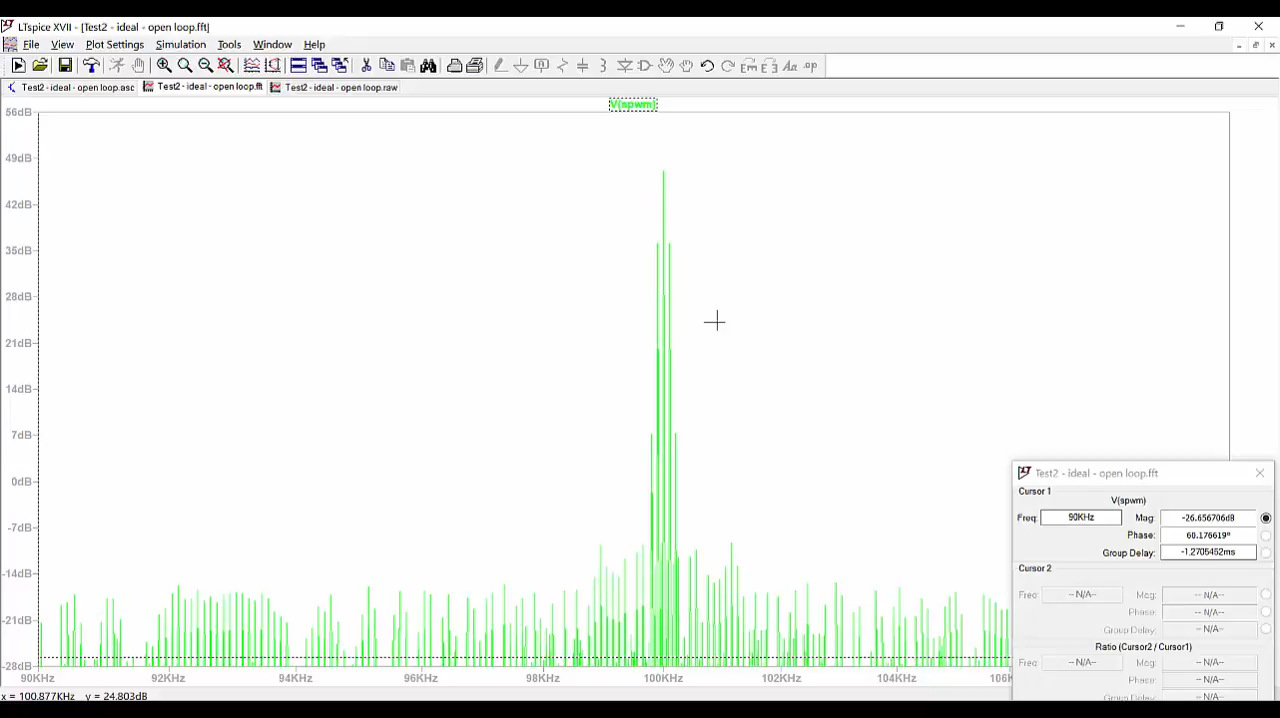 LTspice XVII - [Test2 - ideal - open loop.fft]
File View Plot Settings Simulation Tools Window Help
Test2 - ideal - open loop.asc Test2 - ideal - open loop.fft Test2 - ideal - open loop.raw
V(spwm)
56dB
49dB
42dB
35dB
28dB
21dB
14dB
7dB
0dB
-7dB
-14dB
-21dB
-28dB
90KHz 92KHz 94KHz 96KHz 98KHz 100KHz 102KHz 104KHz
x = 100.877KHz y = 24.803dB
Test2 - ideal - open loop.fft
Cursor 1
V(spwm)
Freq: 90KHz Mag: -26.656706dB
Phase: 60.176619°
Group Delay: -1.2705452ms
Cursor 2
Freq: -- N/A-- Mag: -- N/A--
Phase: -- N/A--
Group Delay: -- N/A--
Ratio (Cursor2 / Cursor1)
Freq: -- N/A-- Mag: -- N/A--
Phase: -- N/A--
Group Delay: -- N/A--